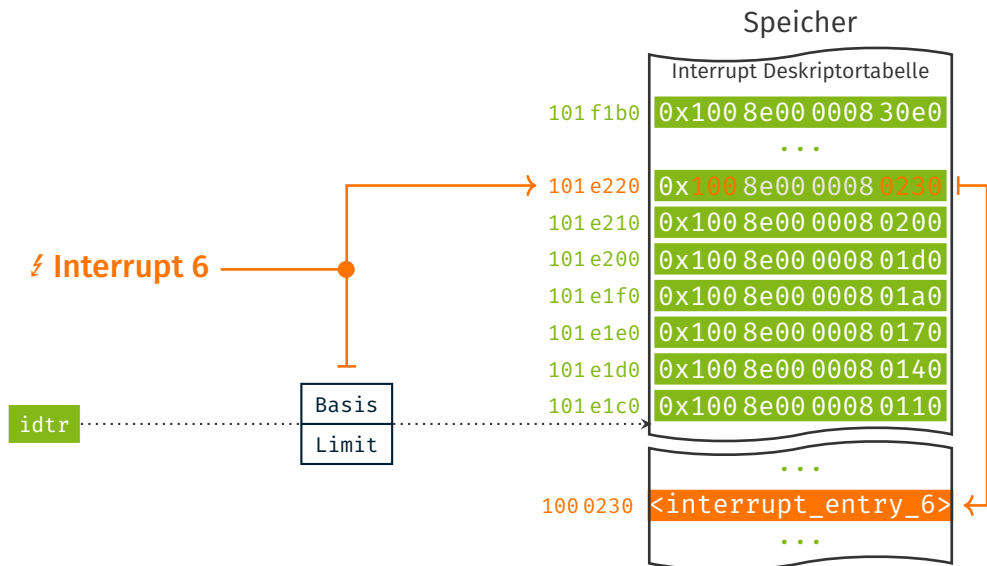 Speicher
Interrupt Deskriptortabelle
101 f1b0 0x100 8e00 0008 30e0
...
101 e220 0x100 8e00 0008 0230
101 e210 0x100 8e00 0008 0200
Interrupt 6
101 e200 0x100 8e00 0008 01d0
101 e1f0 0x100 8e00 0008 01a0
101 e1e0 0x100 8e00 0008 0170
101 e1d0 0x100 8e00 0008 0140
101 e1c0 0x100 8e00 0008 0110
Basis
idtr
Limit
...
100 0230 <interrupt_entry_6>
...